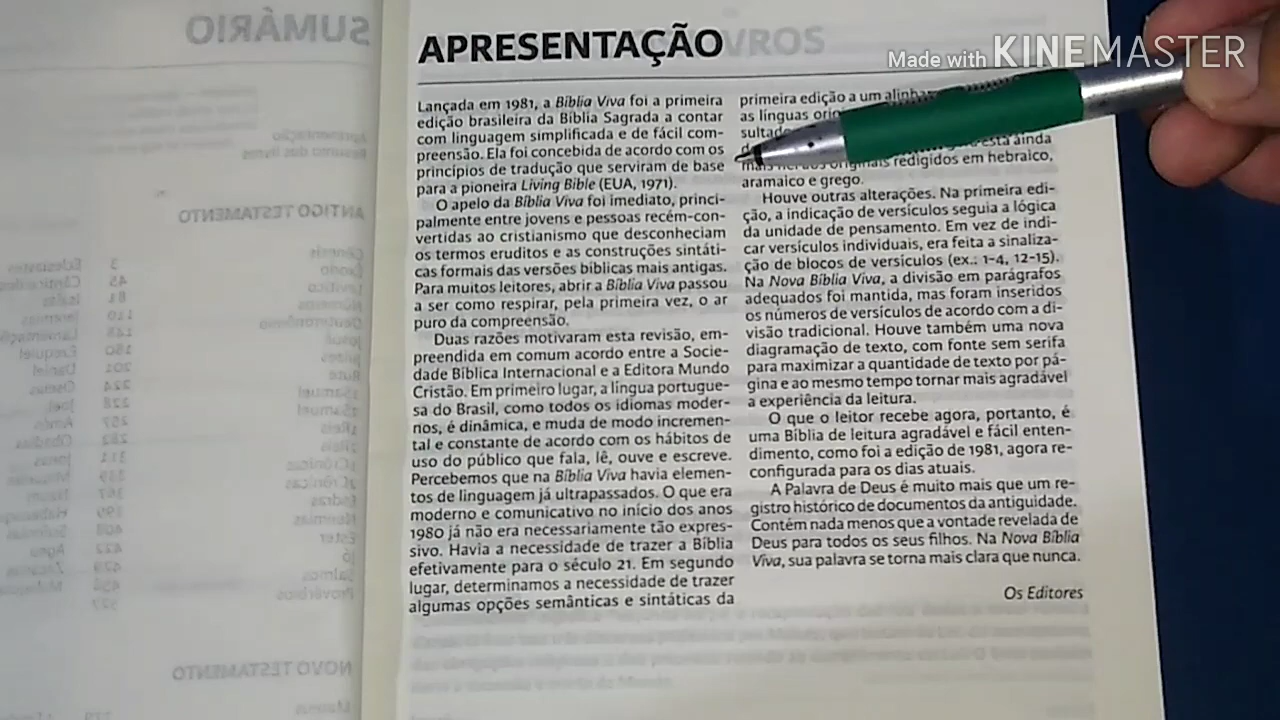 Made with KINEMASTER
APRESENTAÇÃO
Lançada em 1981, a Bíblia Viva foi a primeira
edição brasileira da Bíblia Sagrada a contar
com linguagem simplificada e de fácil com-
preensão. Ela foi concebida de acordo com os
princípios de tradução que serviram de base
para a pioneira Living Bible (EUA, 1971).
O apelo da Bíblia Viva foi imediato, princi-
palmente entre jovens e pessoas recém-con-
vertidas ao cristianismo que desconheciam
os termos eruditos e as construções sintáti-
cas formais das versões bíblicas mais antigas.
Para muitos leitores, abrir a Bíblia Viva passou
a ser como respirar, pela primeira vez, o ar
puro da compreensão.
Duas razões motivaram esta revisão, em-
preendida em comum acordo entre a Socie-
dade Bíblica Internacional e a Editora Mundo
Cristão. Em primeiro lugar, a língua portugue-
sa do Brasil, como todos os idiomas moder-
nos, é dinâmica, e muda de modo incremen-
tal e constante de acordo com os hábitos de
uso do público que fala, lê, ouve e escreve.
Percebemos que na Bíblia Viva havia elemen-
tos de linguagem já ultrapassados. O que era
moderno e comunicativo no início dos anos
1980 já não era necessariamente tão expres-
sivo. Havia a necessidade de trazer a Bíblia
efetivamente para o século 21. Em segundo
lugar, determinamos a necessidade de trazer
algumas opções semânticas e sintáticas da
primeira edição a um
as línguas
ainda
redigidos em hebraico,
aramaico e grego.
Houve outras alterações. Na primeira edi-
ção, a indicação de versículos seguia a lógica
da unidade de pensamento. Em vez de indi-
car versículos individuais, era feita a sinaliza-
ção de blocos de versículos (ex.: 1-4, 12-15).
Na Nova Bíblia Viva, a divisão em parágrafos
adequados foi mantida, mas foram inseridos
os números de versículos de acordo com a di-
visão tradicional. Houve também uma nova
diagramação de texto, com fonte sem serifa
para maximizar a quantidade de texto por pá-
gina e ao mesmo tempo tornar mais agradável
a experiência da leitura.
O que o leitor recebe agora, portanto, é
uma Bíblia de leitura agradável e fácil enten-
dimento, como foi a edição de 1981, agora re-
configurada para os dias atuais.
A Palavra de Deus é muito mais que um re-
gistro histórico de documentos da antiguidade.
Contém nada menos que a vontade revelada de
Deus para todos os seus filhos. Na Nova Bíblia
Viva, sua palavra se torna mais clara que nunca.
Os Editores